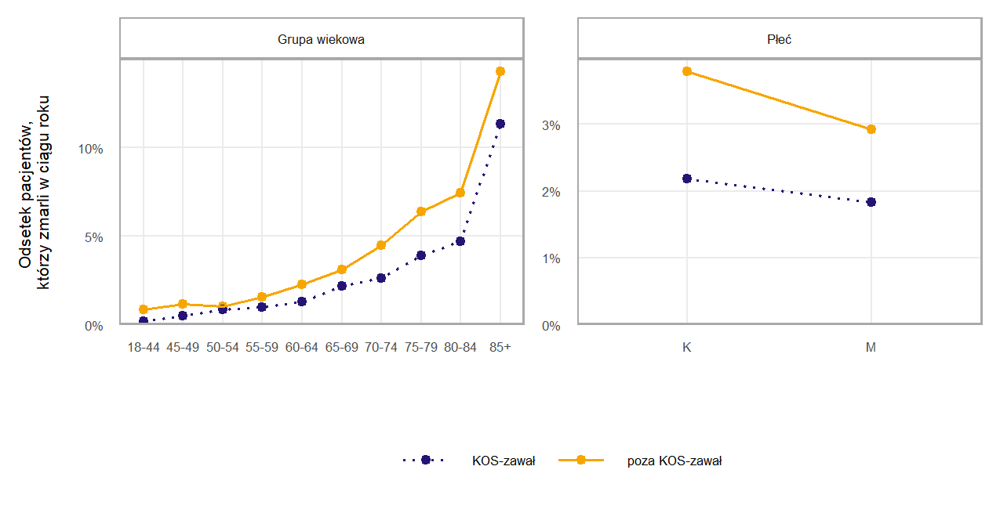 Grupa wiekowa
Płeć
Odsetek pacjentów,
którzy zmarli w ciągu roku
10%
5%
0%
18-44 45-49 50-54 55-59 60-64 65-69 70-74 75-79 80-84 85+
3%
2%
1%
0%
K M
KOS-zawał poza KOS-zawał